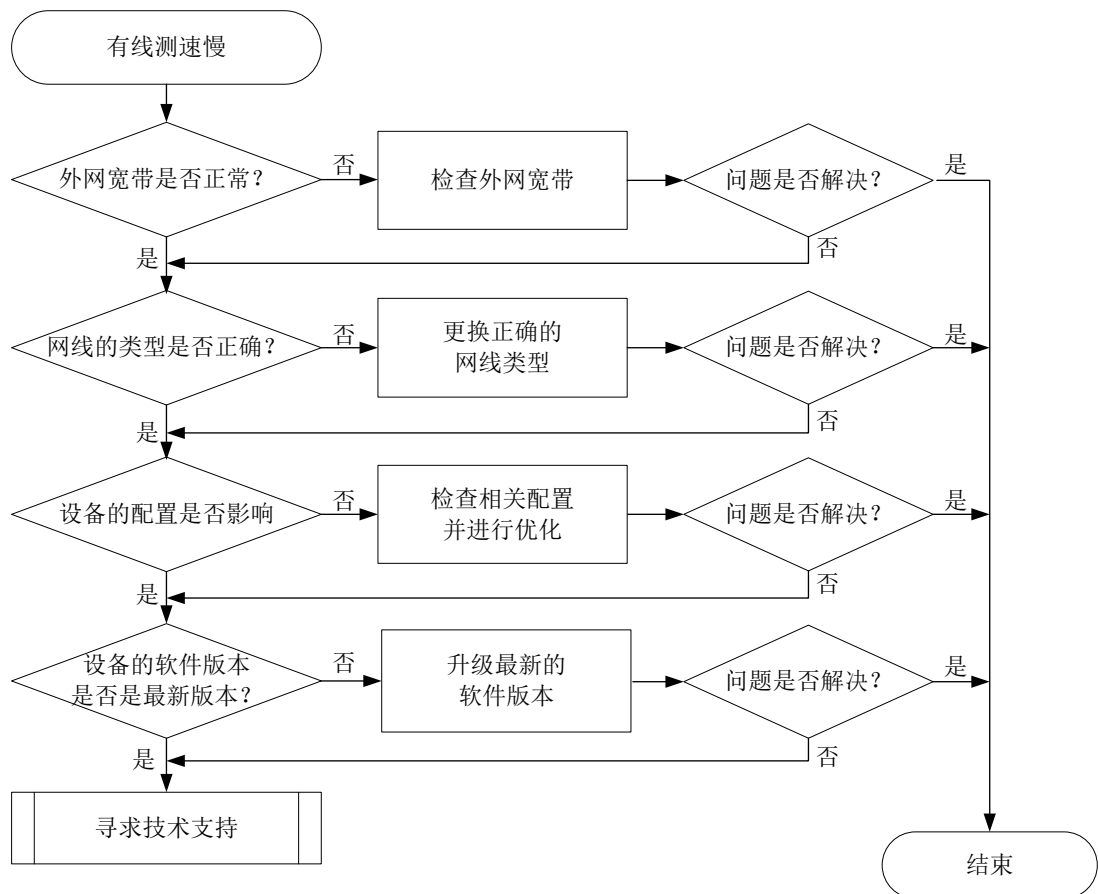 有线测速慢
外网宽带是否正常？
否
检查外网宽带
问题是否解决？
是
是
否
网线的类型是否正确？
否
更换正确的
网线类型
问题是否解决？
是
是
否
设备的配置是否影响
否
检查相关配置
并进行优化
问题是否解决？
是
是
否
设备的软件版本
是否是最新版本？
否
升级最新的
软件版本
问题是否解决？
是
是
否
寻求技术支持
结束